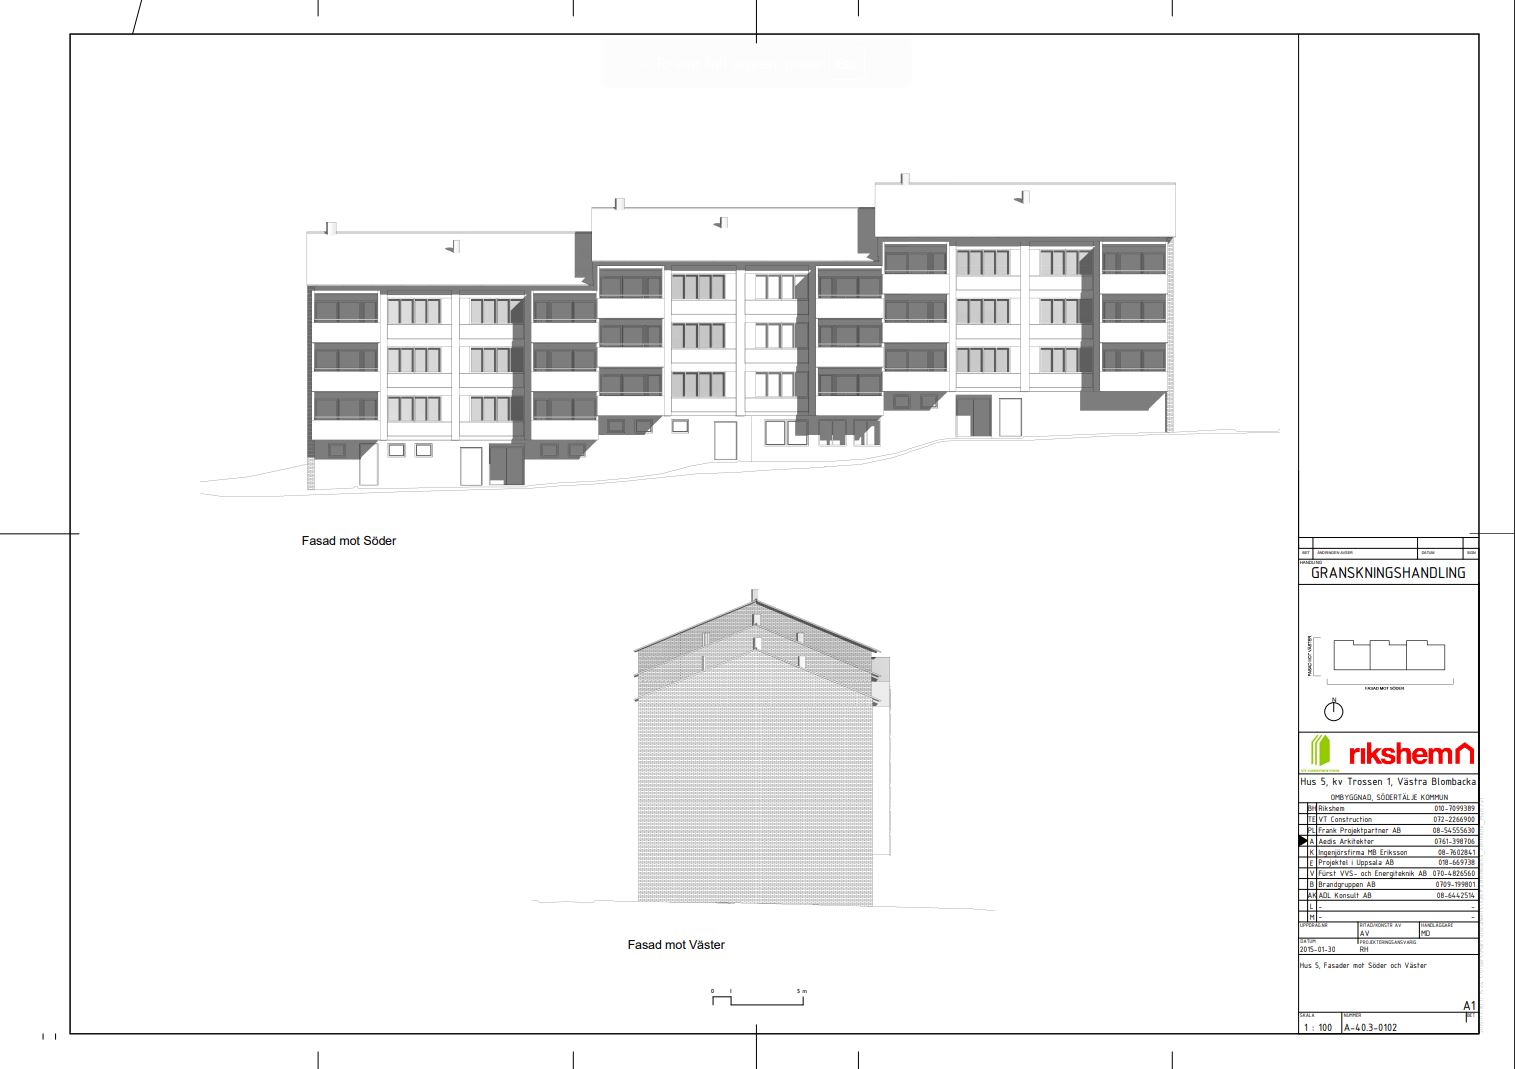 Fasad mot Söder
Fasad mot Väster
0 1 5 m
BET ÄNDRINGEN AVSER DATUM SIGN
HANDLING
GRANSKNINGSHANDLING
FASAD MOT VÄSTER
FASAD MOT SÖDER
N
rikshem
Hus 5, kv Trossen 1, Västra Blombacka
OMBYGGNAD, SÖDERTÄLJE KOMMUN
BH Rikshem 010-7099389
TE VT Construction 072-2266900
PL Frank Projektpartner AB 08-54555630
A Aedis Arkitekter 0761-398706
K Ingenjörsfirma MB Eriksson 08-7602841
E Projektel i Uppsala AB 018-669738
V Fürst VVS- och Energiteknik AB 070-4826560
B Brandgruppen AB 0709-199801
AK ADL Konsult AB 08-6442514
L - -
M - -
UPPDRAG.NR RITAD/KONSTR AV HANDLÄGGARE
AV MD
DATUM PROJEKTERINGSANSVARIG
2015-01-30 RH
Hus 5, Fasader mot Söder och Väster
A1
SKALA NUMMER BET
1 : 100 A-40.3-0102